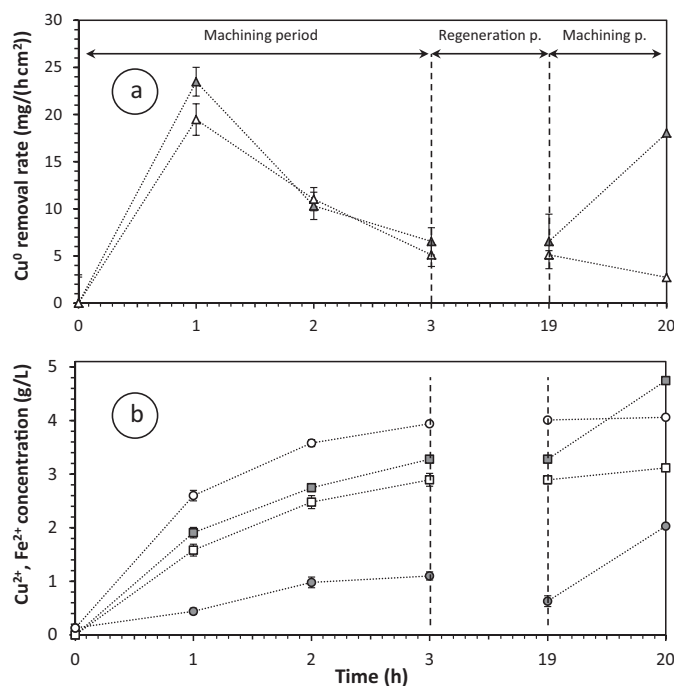 30
25
20
15
10
5
0
Cu⁰ removal rate (mg/(h cm²))
Machining period
Regeneration p.
Machining p.
a
0 1 2 3 19 20
5
4
3
2
1
0
Cu²⁺, Fe²⁺ concentration (g/L)
b
0 1 2 3 19 20
Time (h)